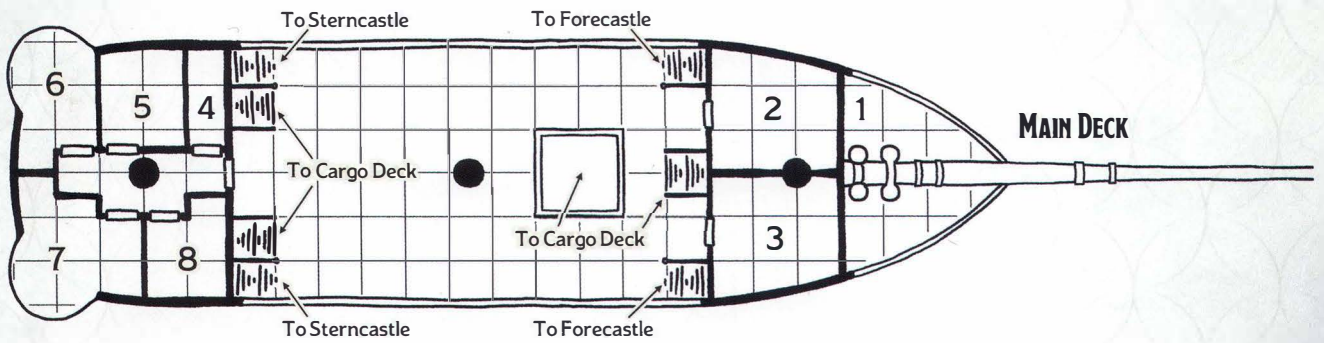 To Sterncastle
To Forecastle
6
5
4
2
1
MAIN DECK
To Cargo Deck
To Cargo Deck
7
8
3
To Sterncastle
To Forecastle